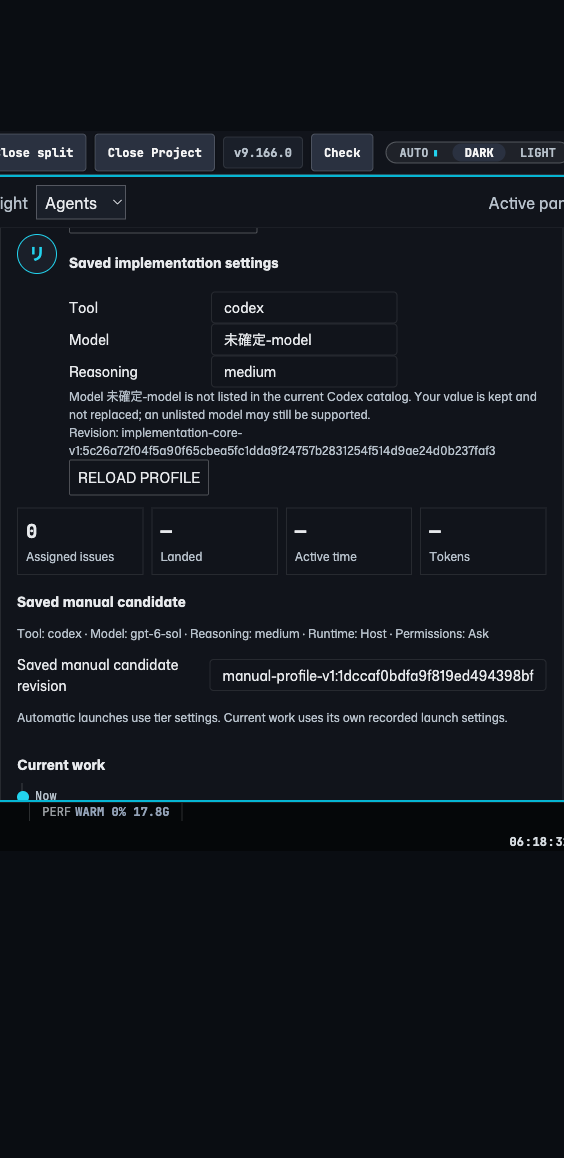 lose split Close Project v9.166.0 Check AUTO DARK LIGHT
ight Agents Active par
リ
Saved implementation settings
Tool codex
Model 未確定-model
Reasoning medium
Model 未確定-model is not listed in the current Codex catalog. Your value is kept and
not replaced; an unlisted model may still be supported.
Revision: implementation-core-
v1:5c26a72f04f5a90f65cbea5fc1dda9f24757b2831254f514d9ae24d0b237faf3
RELOAD PROFILE
0 – – –
Assigned issues Landed Active time Tokens
Saved manual candidate
Tool: codex · Model: gpt-6-sol · Reasoning: medium · Runtime: Host · Permissions: Ask
Saved manual candidate
revision
manual-profile-v1:1dccaf0bdfa9f819ed494398bf
Automatic launches use tier settings. Current work uses its own recorded launch settings.
Current work
Now
PERF WARM 0% 17.8G
06:18:3